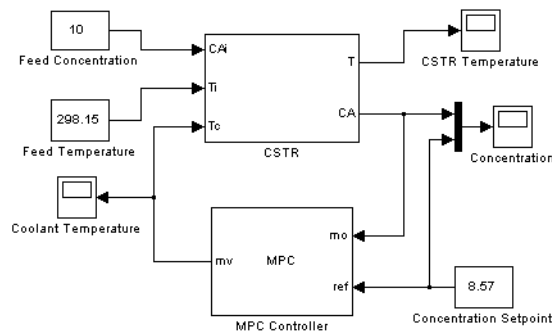 10
Feed Concentration
298.15
Feed Temperature
CAi
Ti
Tc
T
CA
CSTR
CSTR Temperature
Concentration
Coolant Temperature
mv
MPC
mo
ref
MPC Controller
8.57
Concentration Setpoint